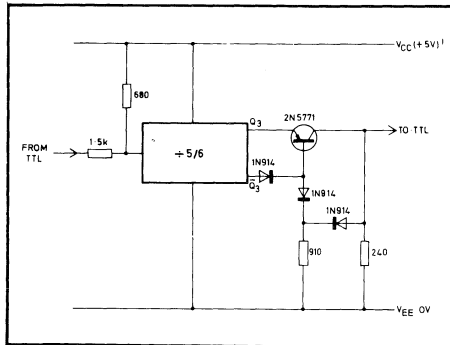 VCC (+5V)
680
Q3
2N5771
TO TTL
FROM
TTL
1·5k
÷ 5/6
1N914
Q̅3
1N914
1N914
910
240
VEE 0V